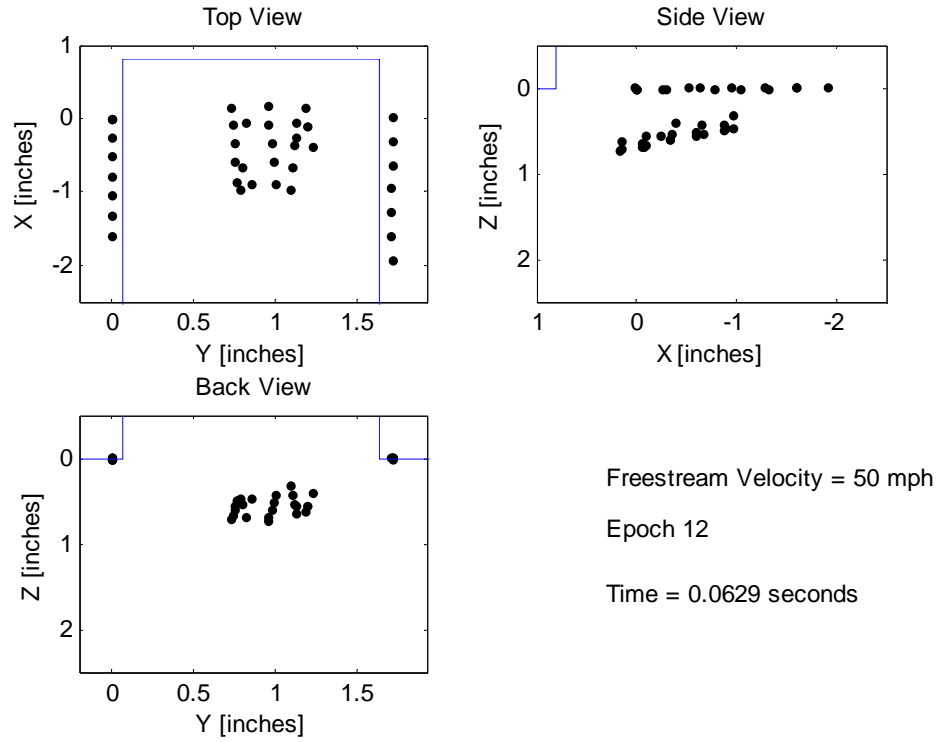 Top View
1
0
-1
-2
X [inches]
0 0.5 1 1.5
Y [inches]
Side View
0
1
2
Z [inches]
1 0 -1 -2
X [inches]
Back View
0
1
2
Z [inches]
0 0.5 1 1.5
Y [inches]
Freestream Velocity = 50 mph
Epoch 12
Time = 0.0629 seconds